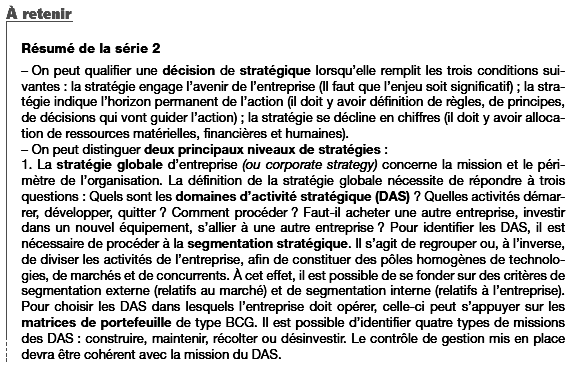 À retenir
Résumé de la série 2
– On peut qualifier une décision de stratégique lorsqu'elle remplit les trois conditions sui-
vantes : la stratégie engage l'avenir de l'entreprise (Il faut que l'enjeu soit significatif) ; la stra-
tégie indique l'horizon permanent de l'action (il doit y avoir définition de règles, de principes,
de décisions qui vont guider l'action) ; la stratégie se décline en chiffres (il doit y avoir alloca-
tion de ressources matérielles, financières et humaines).
– On peut distinguer deux principaux niveaux de stratégies :
1. La stratégie globale d'entreprise (ou corporate strategy) concerne la mission et le péri-
mètre de l'organisation. La définition de la stratégie globale nécessite de répondre à trois
questions : Quels sont les domaines d'activité stratégique (DAS) ? Quelles activités démar-
rer, développer, quitter ? Comment procéder ? Faut-il acheter une autre entreprise, investir
dans un nouvel équipement, s'allier à une autre entreprise ? Pour identifier les DAS, il est
nécessaire de procéder à la segmentation stratégique. Il s'agit de regrouper ou, à l'inverse,
de diviser les activités de l'entreprise, afin de constituer des pôles homogènes de technolo-
gies, de marchés et de concurrents. À cet effet, il est possible de se fonder sur des critères de
segmentation externe (relatifs au marché) et de segmentation interne (relatifs à l'entreprise).
Pour choisir les DAS dans lesquels l'entreprise doit opérer, celle-ci peut s'appuyer sur les
matrices de portefeuille de type BCG. Il est possible d'identifier quatre types de missions
des DAS : construire, maintenir, récolter ou désinvestir. Le contrôle de gestion mis en place
devra être cohérent avec la mission du DAS.